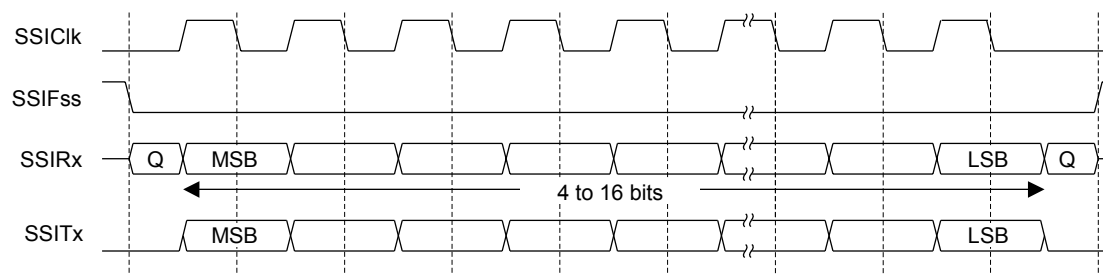 SSIClk
SSIFss
SSIRx Q MSB LSB Q
4 to 16 bits
SSITx MSB LSB